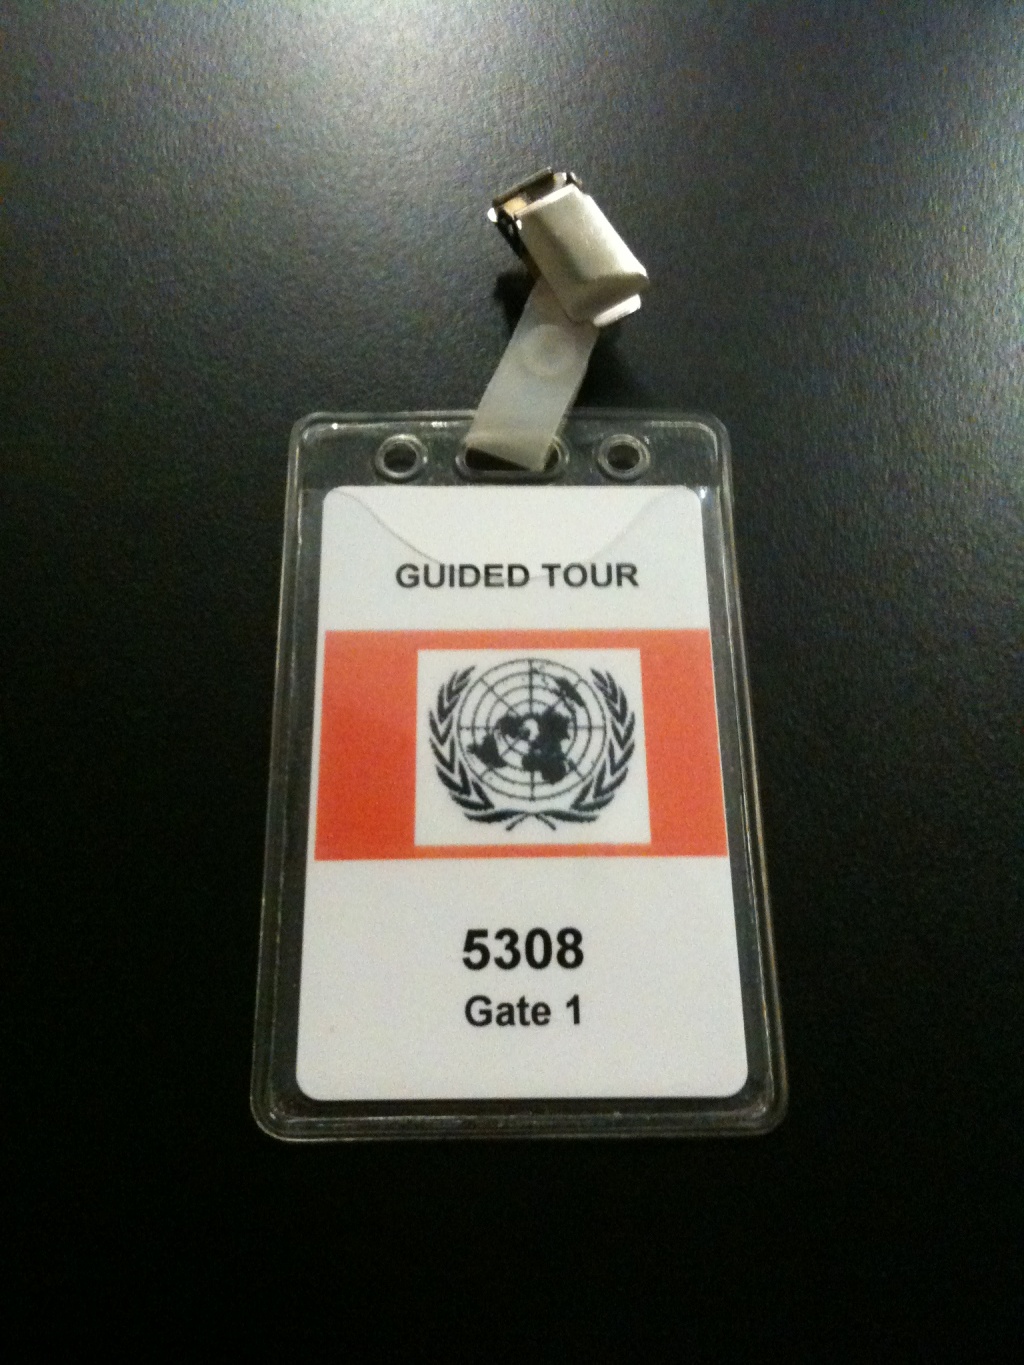 GUIDED TOUR
5308
Gate 1